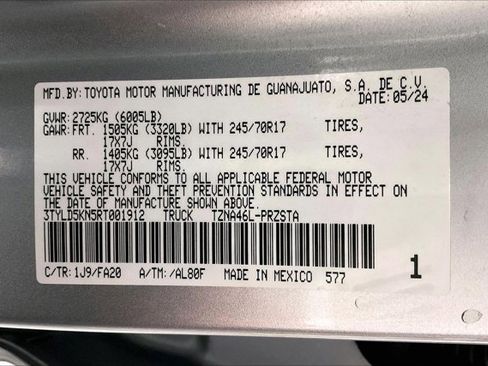 MFD.BY: TOYOTA MOTOR MANUFACTURING DE GUANAJUATO, S.A. DE C.V.
DATE: 05/24
GVWR: 2725KG (6005LB)
GAWR: FRT. 1505KG (3320LB) WITH 245/70R17 TIRES,
17X7J RIMS.
RR. 1405KG (3095LB) WITH 245/70R17 TIRES,
17X7J RIMS.
THIS VEHICLE CONFORMS TO ALL APPLICABLE FEDERAL MOTOR
VEHICLE SAFETY AND THEFT PREVENTION STANDARDS IN EFFECT ON
THE DATE OF MANUFACTURE SHOWN ABOVE.
3TYLD5KN5RT001912 TRUCK TZNA46L-PRZSTA
C/TR: 1J9/FA20 A/TM: /AL80F MADE IN MEXICO 577 1